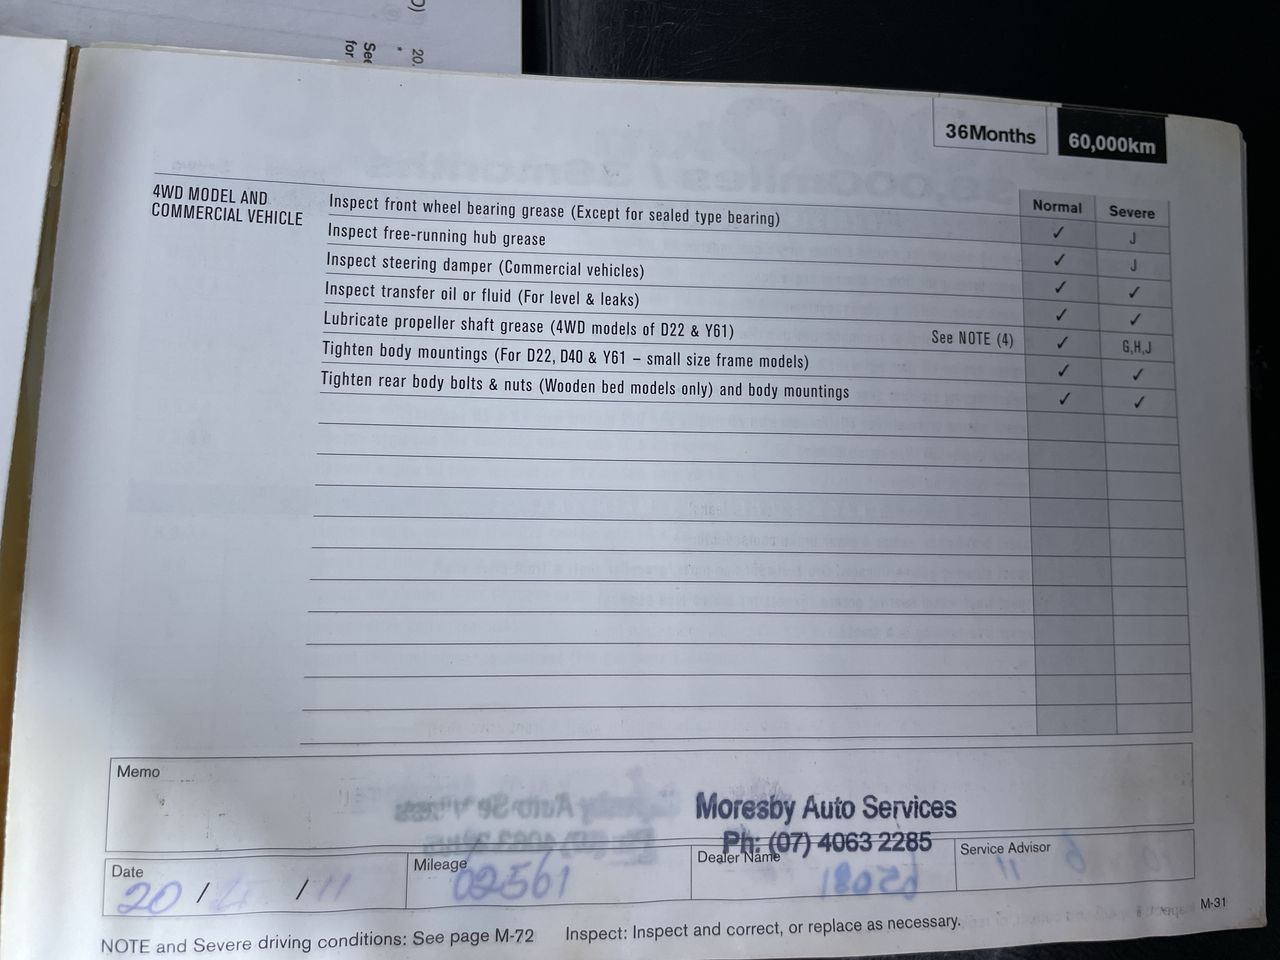 D)
20.
See
for
36Months 60,000km
Normal Severe
4WD MODEL AND
COMMERCIAL VEHICLE
Inspect front wheel bearing grease (Except for sealed type bearing) ✓ J
Inspect free-running hub grease ✓ J
Inspect steering damper (Commercial vehicles) ✓ ✓
Inspect transfer oil or fluid (For level & leaks) ✓ ✓
Lubricate propeller shaft grease (4WD models of D22 & Y61) See NOTE (4) ✓ G,H,J
Tighten body mountings (For D22, D40 & Y61 – small size frame models) ✓ ✓
Tighten rear body bolts & nuts (Wooden bed models only) and body mountings ✓ ✓
Memo
Moresby Auto Services
Ph: (07) 4063 2285
Date
20 / / 11
Mileage
Dealer Name
Service Advisor
M-31
NOTE and Severe driving conditions: See page M-72 Inspect: Inspect and correct, or replace as necessary.